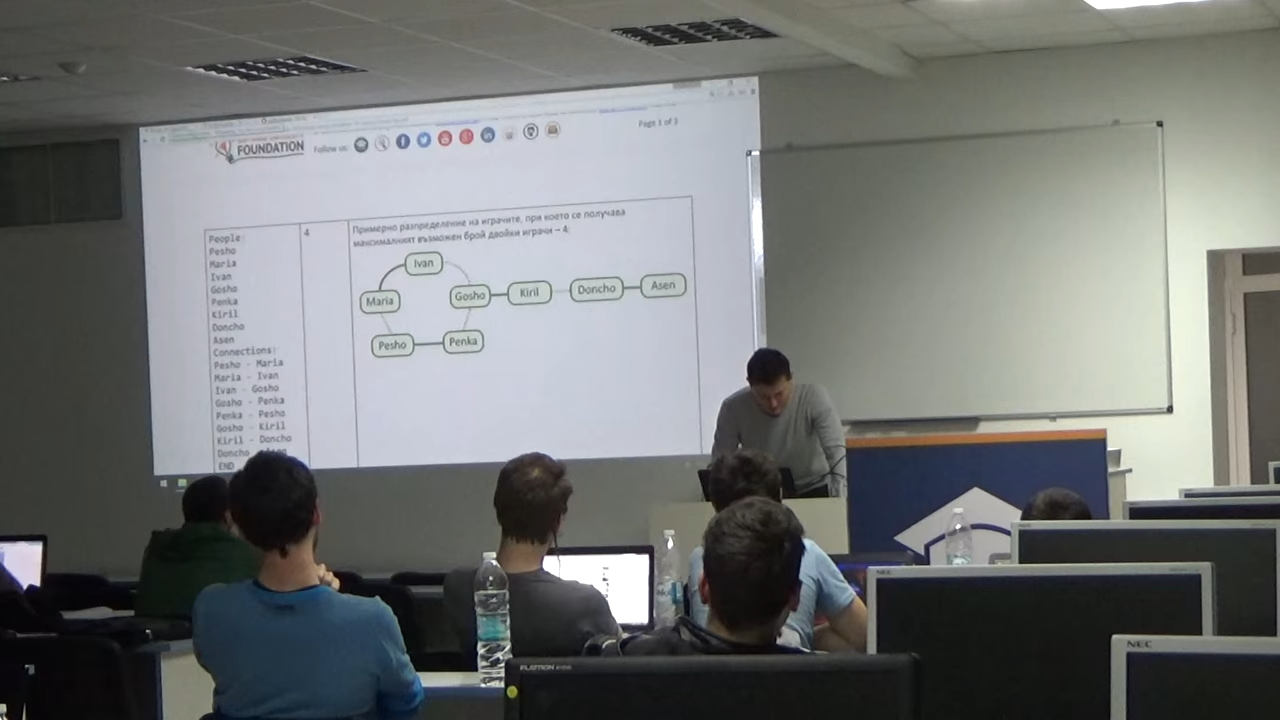 FOUNDATION
Follow us:
Page 1 of 3
People:
Pesho
Maria
Ivan
Gosho
Penka
Kiril
Doncho
Asen
Connections:
Pesho - Maria
Maria - Ivan
Ivan - Gosho
Gosho - Penka
Penka - Pesho
Gosho - Kiril
Kiril - Doncho
Doncho
END
4
Примерно разпределение на играчите, при което се получава
максималният възможен брой двойки играчи – 4:
Ivan
Maria
Gosho
Kiril
Doncho
Asen
Pesho
Penka
NEC
NEC